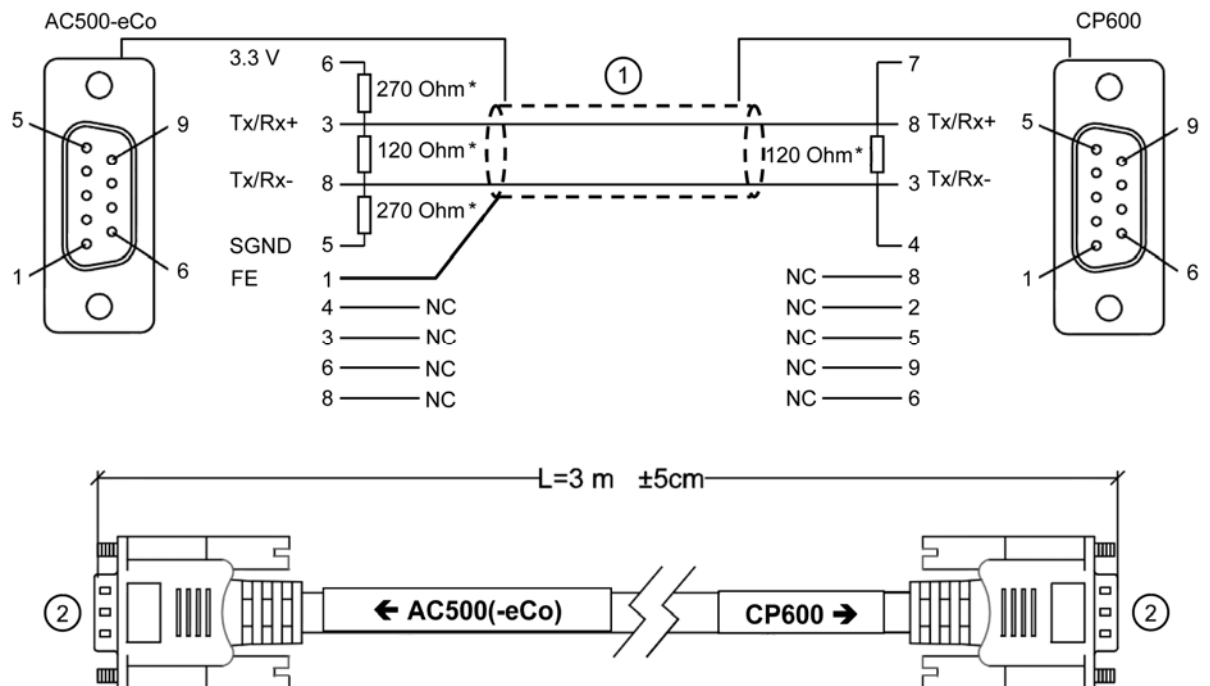 AC500-eCo
CP600
3.3 V 6 270 Ohm* 1 7
5 9 Tx/Rx+ 3 8 Tx/Rx+ 5 9
120 Ohm* 120 Ohm*
Tx/Rx- 8 3 Tx/Rx-
270 Ohm*
SGND 5 4
1 6 FE 1 NC 8 1 6
4 NC NC 2
3 NC NC 5
6 NC NC 9
8 NC NC 6
L=3 m ±5cm
2 ← AC500(-eCo) CP600 → 2